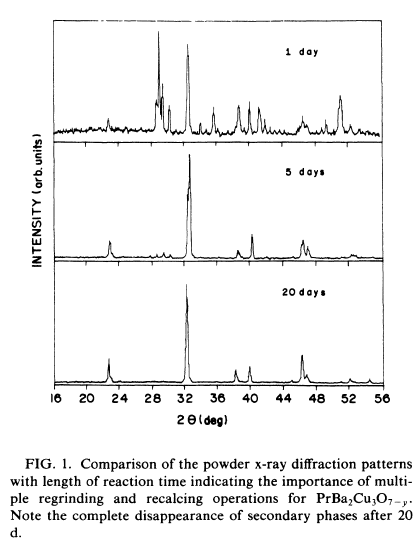 1 day
5 days
20 days
INTENSITY (arb. units)
16 20 24 28 32 36 40 44 48 52 56
2θ(deg)
FIG. 1. Comparison of the powder x-ray diffraction patterns
with length of reaction time indicating the importance of multi-
ple regrinding and recalcing operations for PrBa₂Cu₃O₇₋ᵧ.
Note the complete disappearance of secondary phases after 20
d.